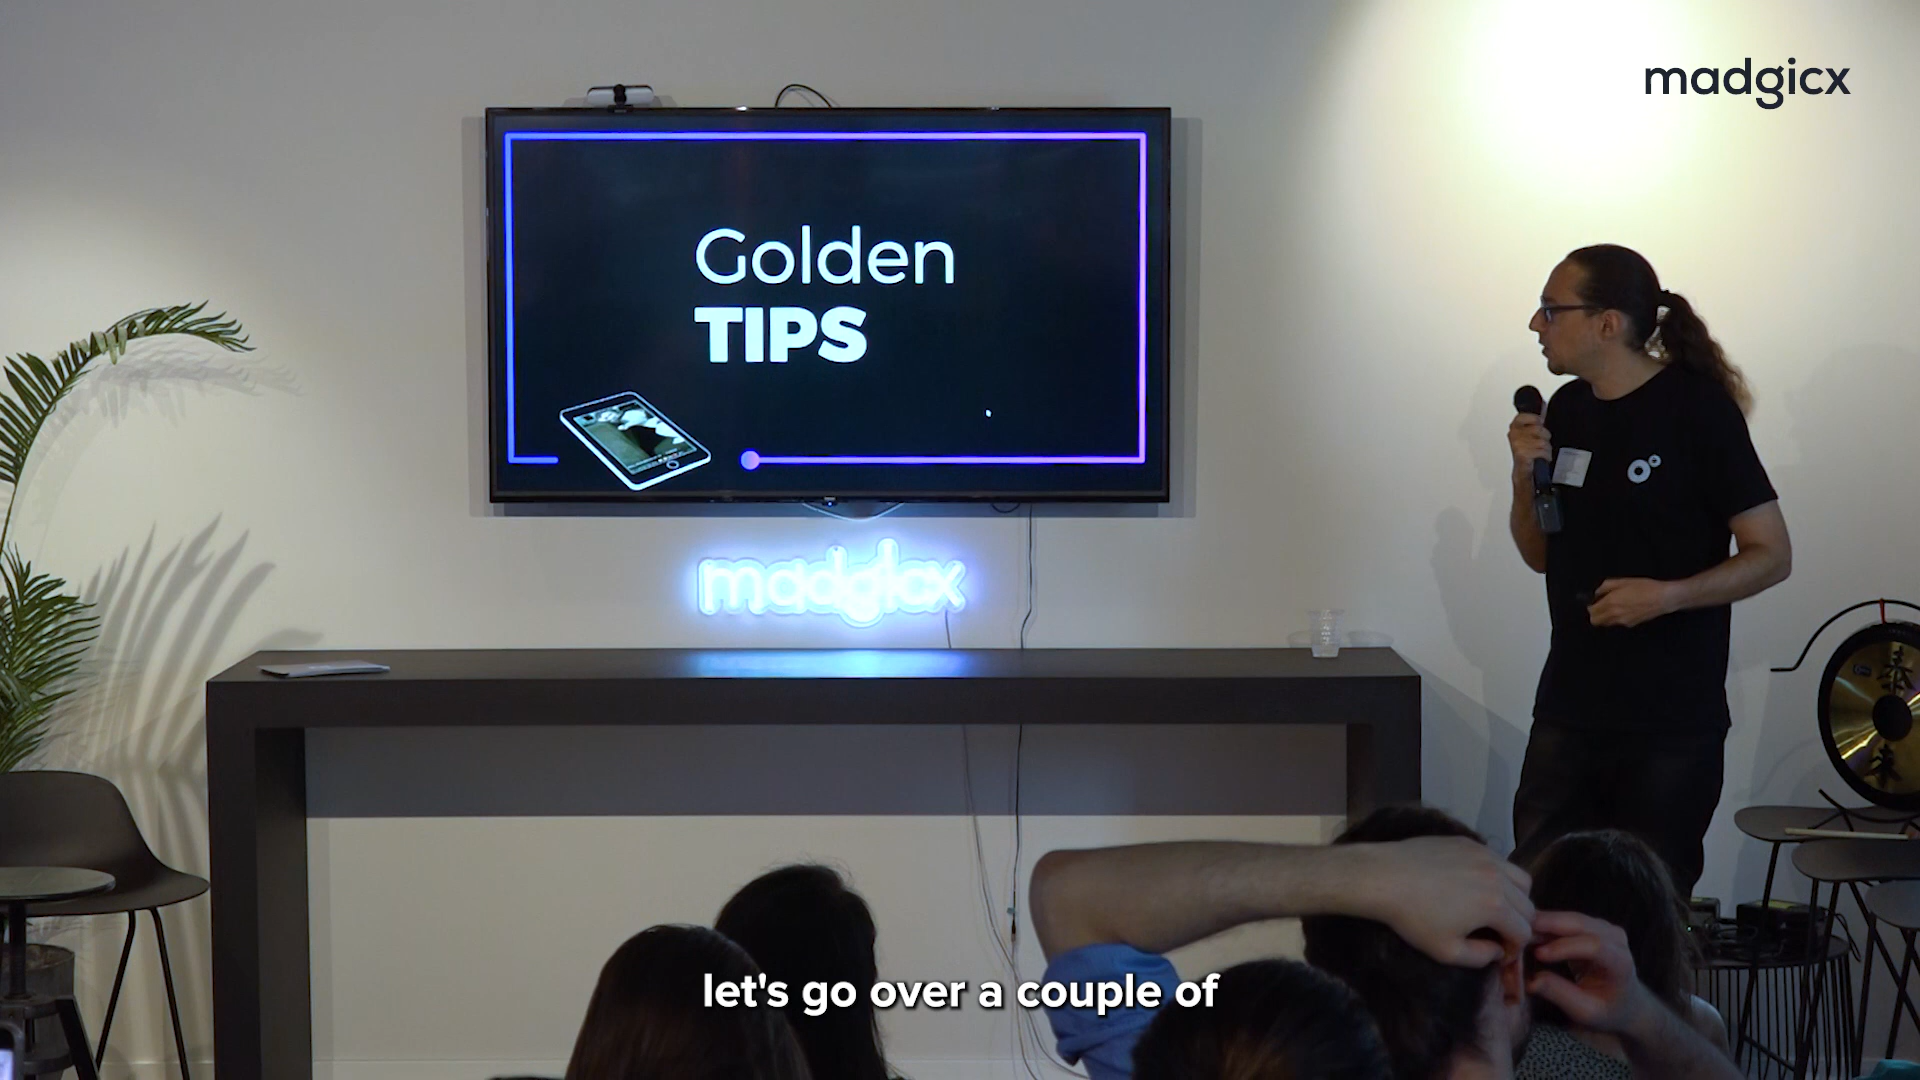 madgicx
Golden
TIPS
madgicx
let's go over a couple of